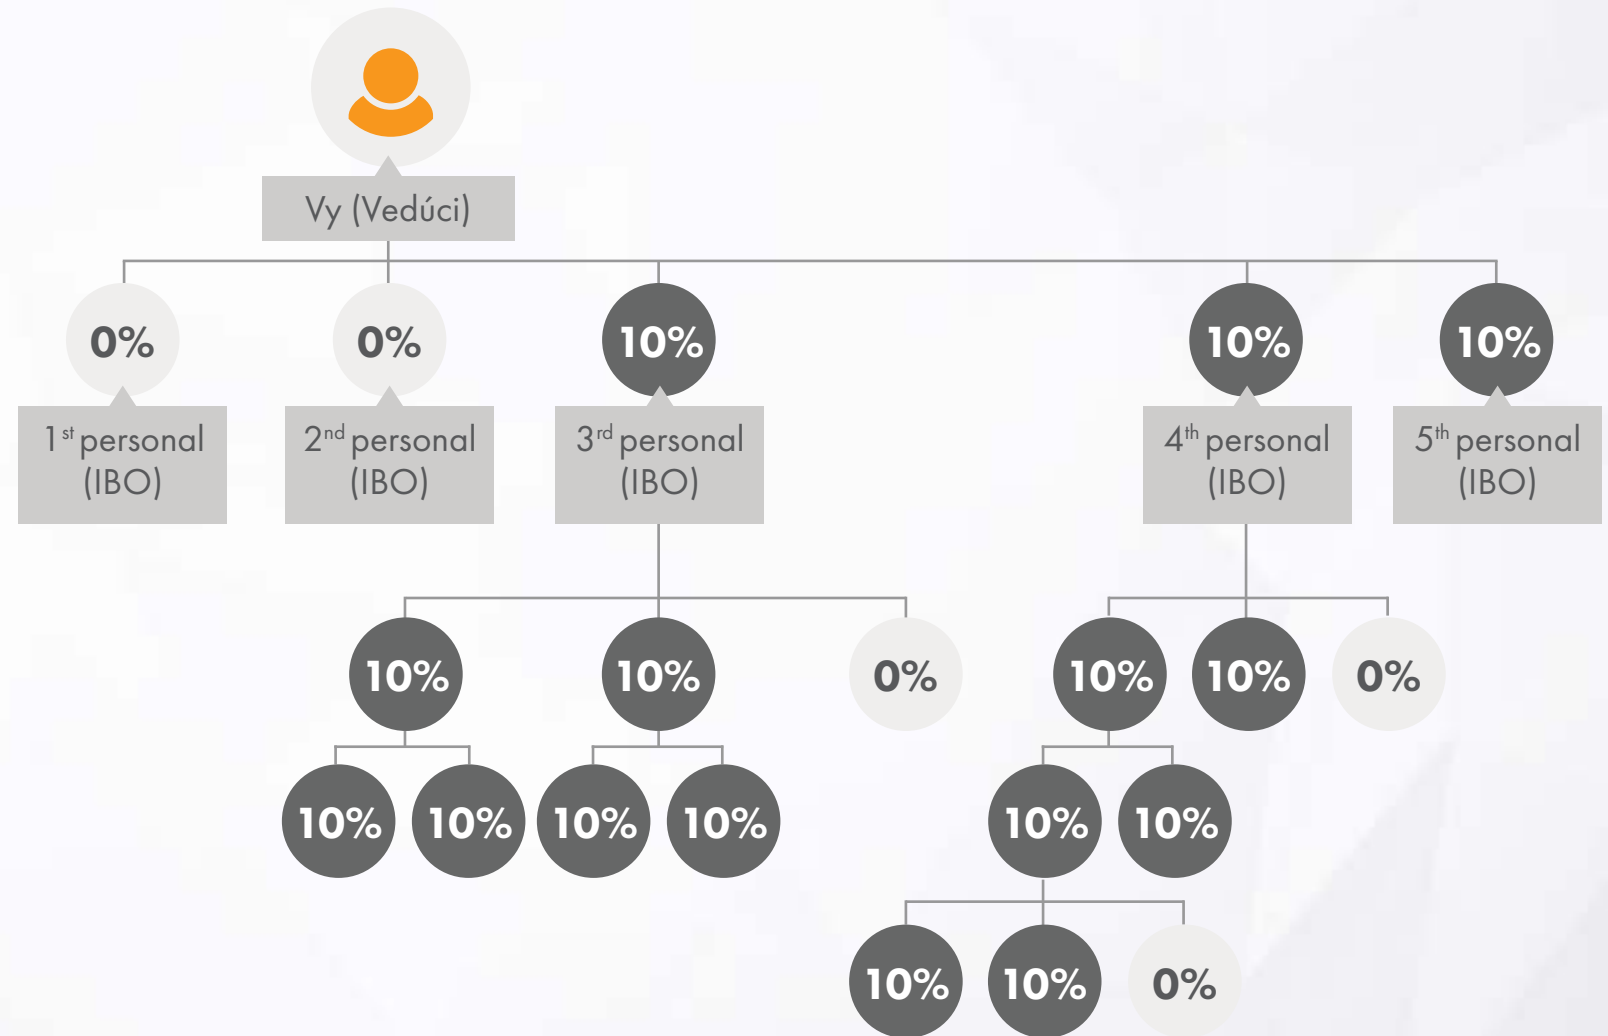 Vy (Vedúci)
0% 0% 10% 10% 10%
1st personal
(IBO)
2nd personal
(IBO)
3rd personal
(IBO)
4th personal
(IBO)
5th personal
(IBO)
10% 10% 0% 10% 10% 0%
10% 10% 10% 10% 10% 10%
10% 10% 0%